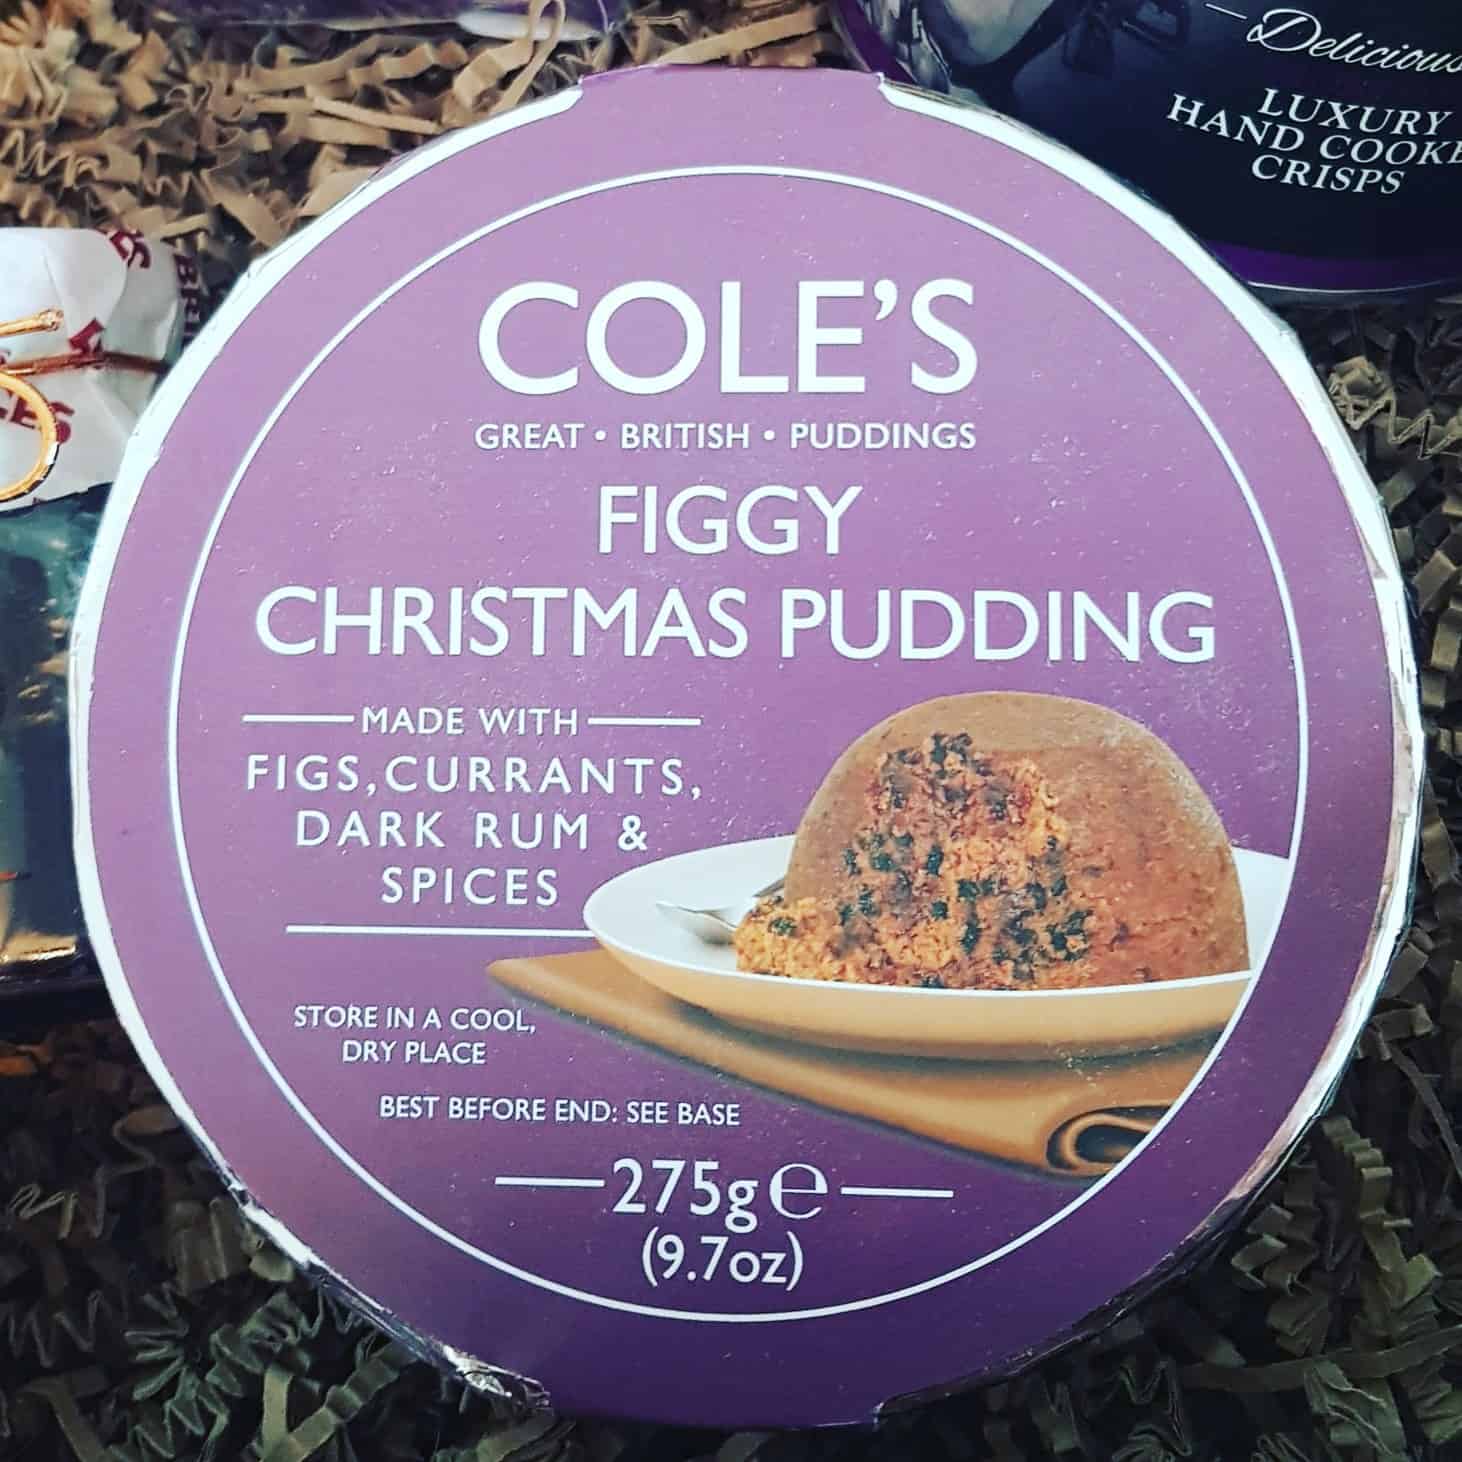 Delicious
LUXURY
HAND COOKE
CRISPS
COLE'S
GREAT • BRITISH • PUDDINGS
FIGGY
CHRISTMAS PUDDING
MADE WITH
FIGS, CURRANTS,
DARK RUM &
SPICES
STORE IN A COOL,
DRY PLACE
BEST BEFORE END: SEE BASE
275g ℮
(9.7oz)